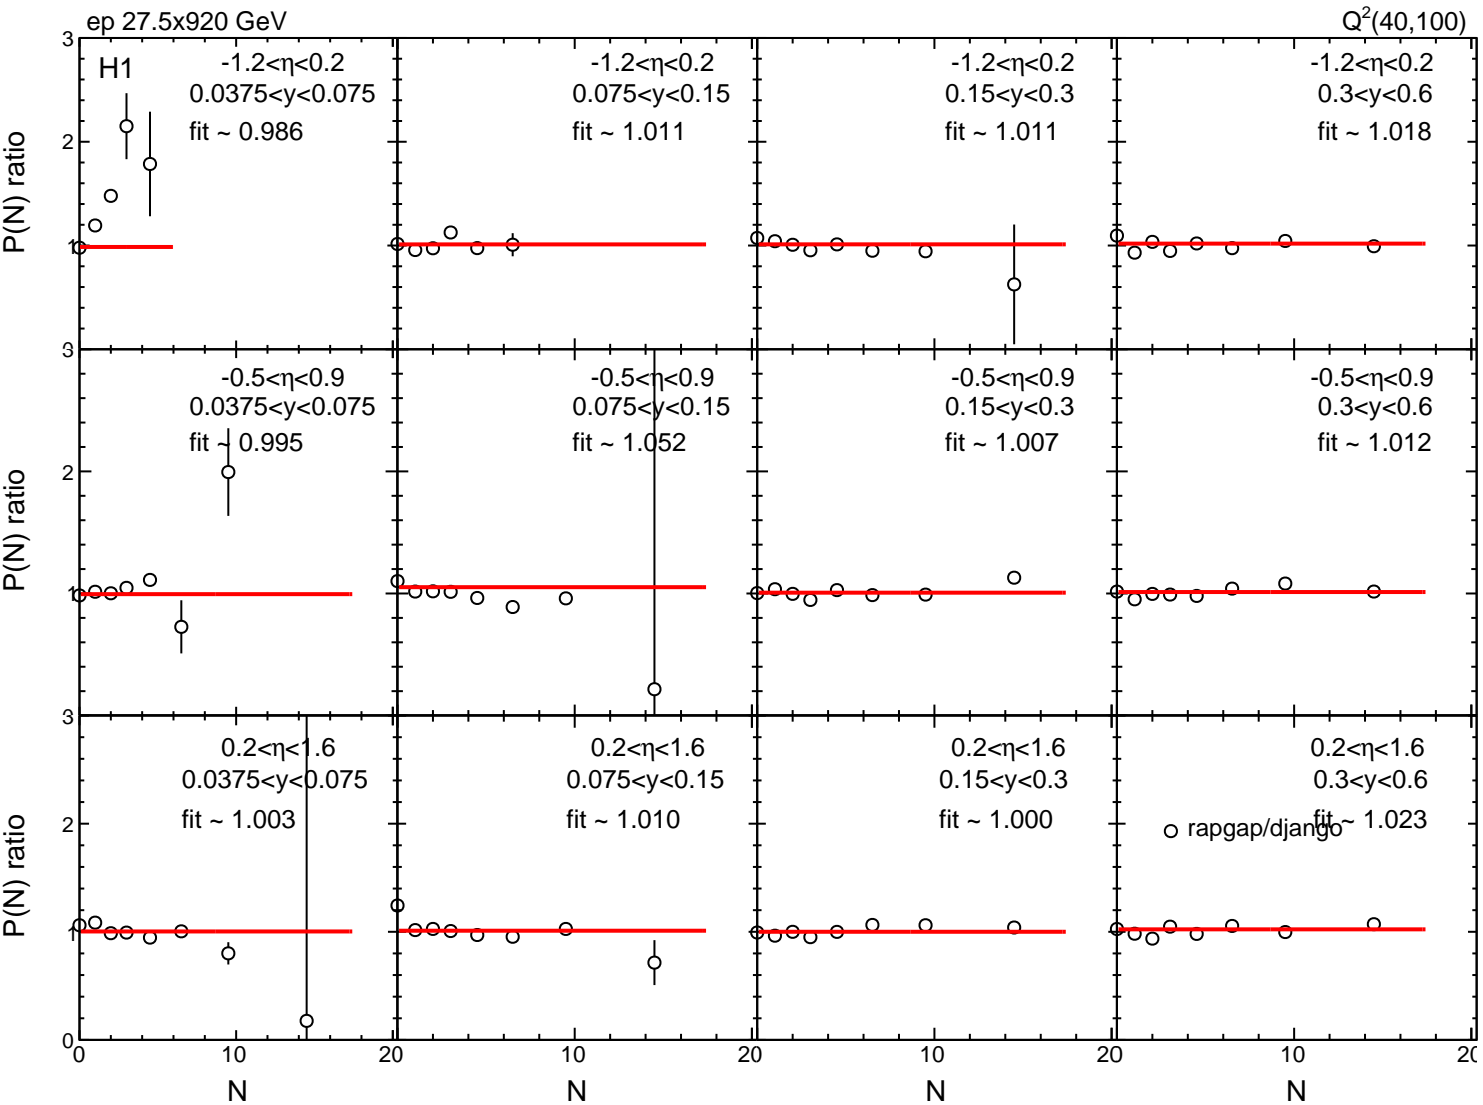 ep 27.5x920 GeV
Q²(40,100)
H1
-1.2<η<0.2
0.0375<y<0.075
fit ~ 0.986
-1.2<η<0.2
0.075<y<0.15
fit ~ 1.011
-1.2<η<0.2
0.15<y<0.3
fit ~ 1.011
-1.2<η<0.2
0.3<y<0.6
fit ~ 1.018
P(N) ratio
3
2
1
-0.5<η<0.9
0.0375<y<0.075
fit ~ 0.995
-0.5<η<0.9
0.075<y<0.15
fit ~ 1.052
-0.5<η<0.9
0.15<y<0.3
fit ~ 1.007
-0.5<η<0.9
0.3<y<0.6
fit ~ 1.012
P(N) ratio
3
2
1
0.2<η<1.6
0.0375<y<0.075
fit ~ 1.003
0.2<η<1.6
0.075<y<0.15
fit ~ 1.010
0.2<η<1.6
0.15<y<0.3
fit ~ 1.000
0.2<η<1.6
0.3<y<0.6
fit ~ 1.023
rapgap/django
P(N) ratio
3
2
1
0
0 10 20 10 10 20 10 20
N N N N